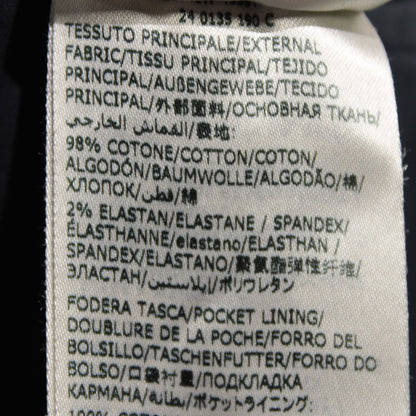 24 0135 190 C
TESSUTO PRINCIPALE/EXTERNAL
FABRIC/TISSU PRINCIPAL/TEJIDO
PRINCIPAL/AUßENGEWEBE/TECIDO
PRINCIPAL/外部面料/ОСНОВНАЯ ТКАНЬ/
القماش الخارجي/表地:
98% COTONE/COTTON/COTON/
ALGODÓN/BAUMWOLLE/ALGODÃO/棉/
ХЛОПОК/قطن/綿
2% ELASTAN/ELASTANE / SPANDEX/
ÉLASTHANNE/elastano/ELASTHAN /
SPANDEX/ELASTANO/聚氨酯弹性纤维/
ЭЛАСТАН/إيلاستين/ポリウレタン
FODERA TASCA/POCKET LINING/
DOUBLURE DE LA POCHE/FORRO DEL
BOLSILLO/TASCHENFUTTER/FORRO DO
BOLSO/口袋衬里/ПОДКЛАДКА
КАРМАНА/بطانة/ポケットライニング: